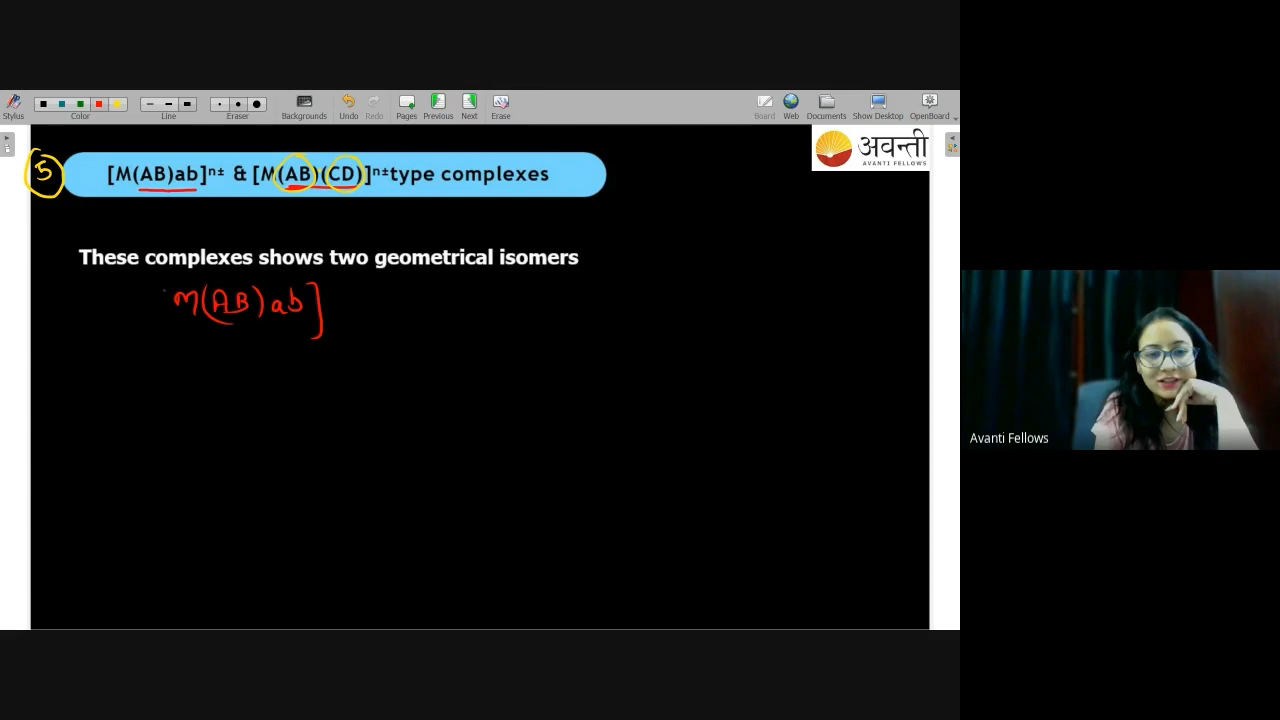 Stylus
Color
Line
Eraser
Backgrounds
Undo
Redo
Pages
Previous
Next
Erase
Board
Web
Documents
Show Desktop
OpenBoard
अवन्ती
AVANTI FELLOWS
5
[M(AB)ab]ⁿ± & [M(AB)(CD)]ⁿ±type complexes
These complexes shows two geometrical isomers
M(AB)ab]
Avanti Fellows